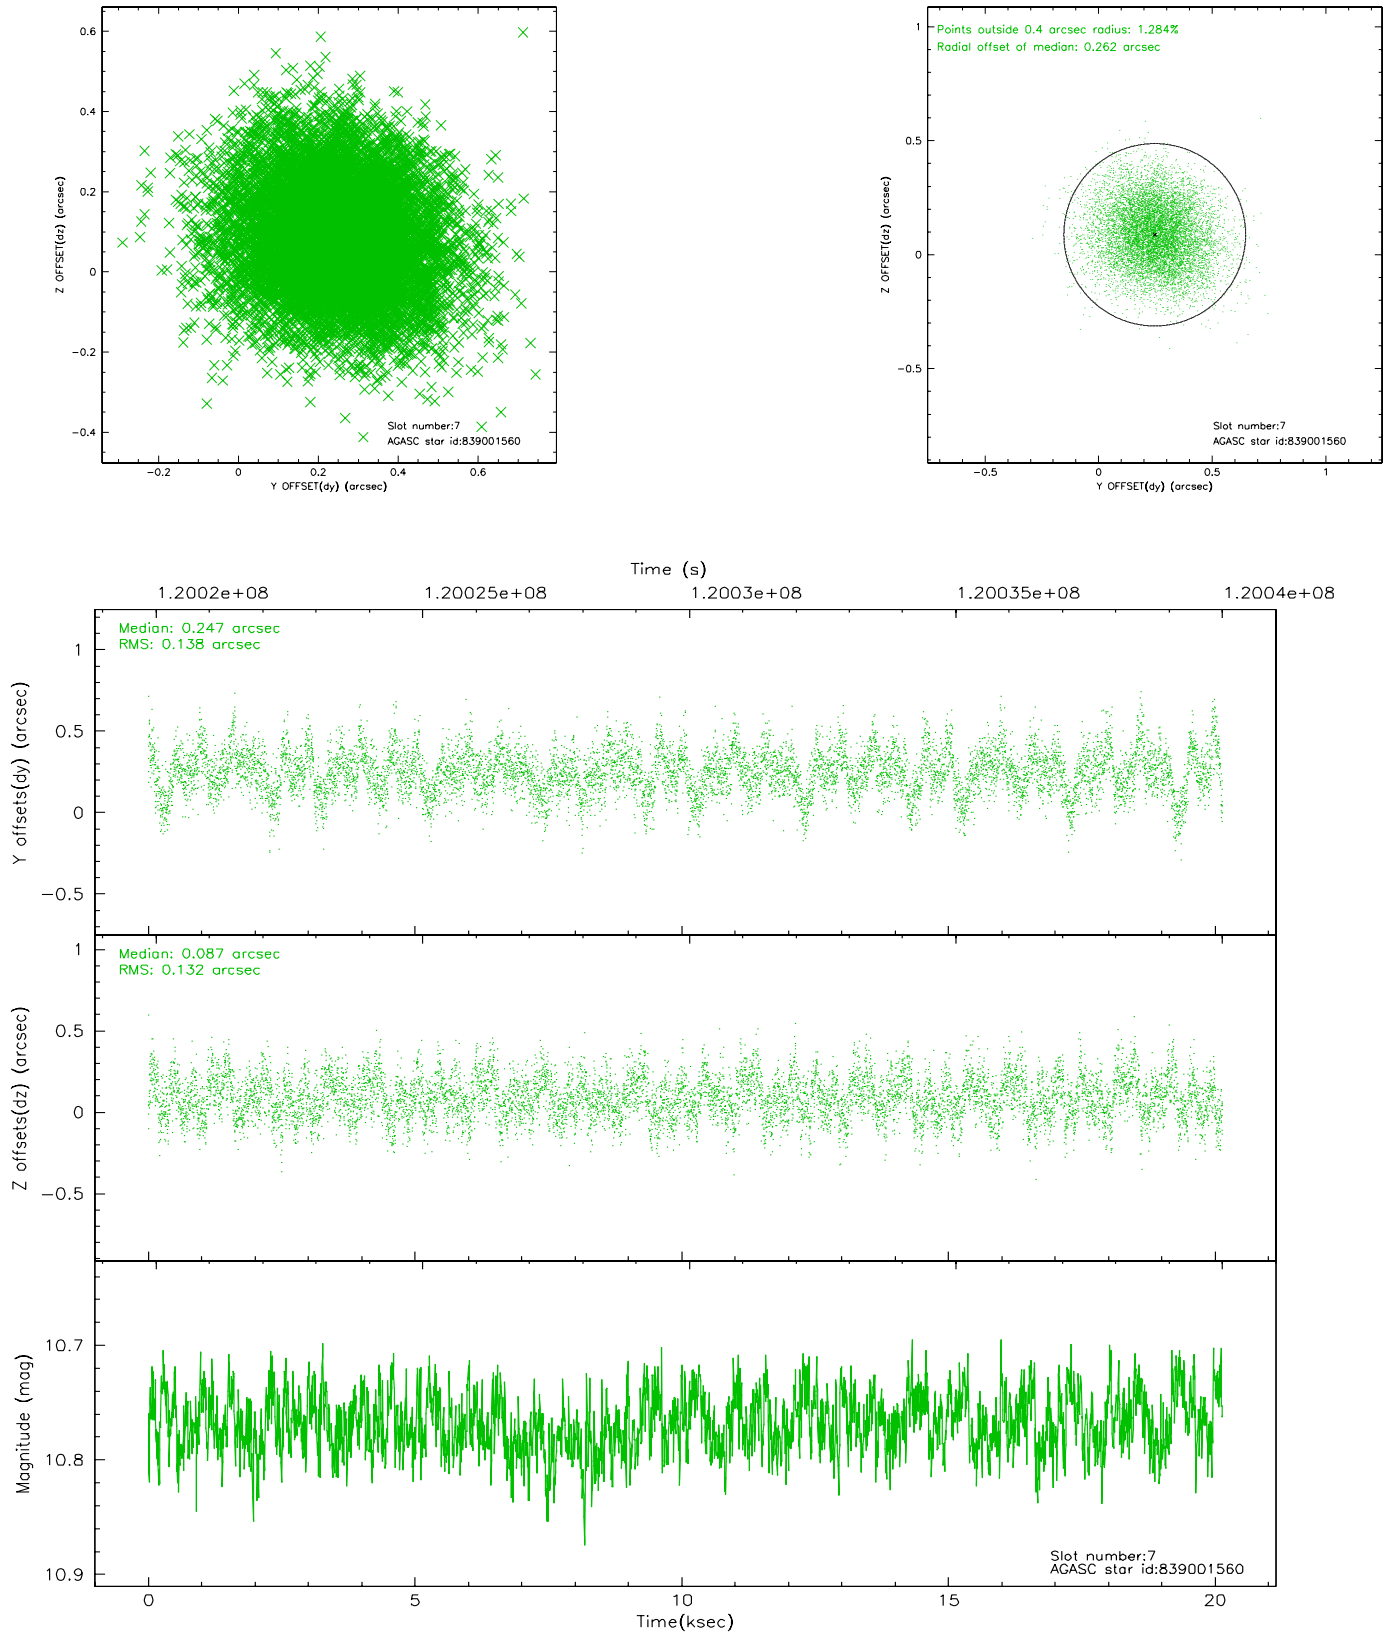 0.6
0.4
0.2
0
−0.2
−0.4
Z OFFSET(dz) (arcsec)
Slot number:7
AGASC star id:839001560
−0.2 0 0.2 0.4 0.6
Y OFFSET(dy) (arcsec)
1
0.5
0
−0.5
Z OFFSET(dz) (arcsec)
Points outside 0.4 arcsec radius: 1.284%
Radial offset of median: 0.262 arcsec
Slot number:7
AGASC star id:839001560
−0.5 0 0.5 1
Y OFFSET(dy) (arcsec)
Time (s)
1.2002e+08 1.20025e+08 1.2003e+08 1.20035e+08 1.2004e+08
Median: 0.247 arcsec
RMS: 0.138 arcsec
1
0.5
0
−0.5
Y offsets(dy) (arcsec)
Median: 0.087 arcsec
RMS: 0.132 arcsec
1
0.5
0
−0.5
Z offsets(dz) (arcsec)
10.7
10.8
10.9
Magnitude (mag)
Slot number:7
AGASC star id:839001560
0 5 10 15 20
Time(ksec)